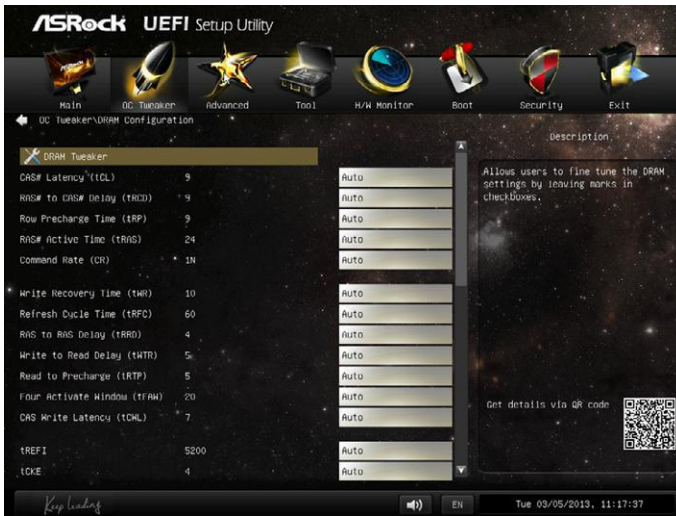 ASRock UEFI Setup Utility
Main OC Tweaker Advanced Tool H/W Monitor Boot Security Exit
OC Tweaker\DRAM Configuration
Description
DRAM Tweaker
Allows users to fine tune the DRAM
settings by leaving marks in
checkboxes.
CAS# Latency (tCL) 9 Auto
RAS# to CAS# Delay (tRCD) 9 Auto
Row Precharge Time (tRP) 9 Auto
RAS# Active Time (tRAS) 24 Auto
Command Rate (CR) 1N Auto
Write Recovery Time (tWR) 10 Auto
Refresh Cycle Time (tRFC) 60 Auto
RAS to RAS Delay (tRRD) 4 Auto
Write to Read Delay (tWTR) 5 Auto
Read to Precharge (tRTP) 5 Auto
Four Activate Window (tFAW) 20 Auto
CAS Write Latency (tCWL) 7 Auto
Get details via QR code
tREFI 5200 Auto
tCKE 4 Auto
Keep leading
EN
Tue 03/05/2013, 11:17:37